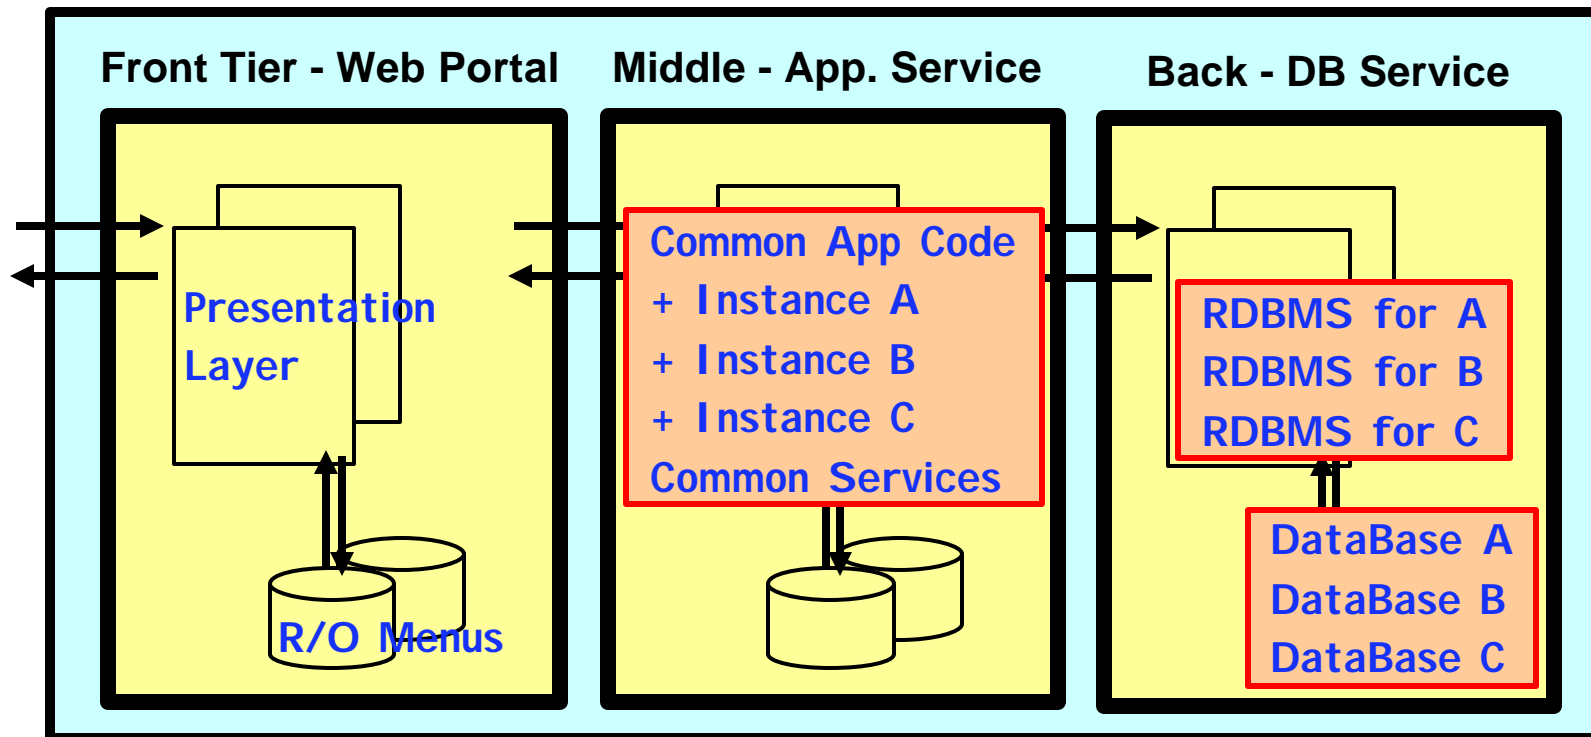 Front Tier - Web Portal
Middle - App. Service
Back - DB Service
Presentation
Layer
R/O Menus
Common App Code
+ Instance A
+ Instance B
+ Instance C
Common Services
RDBMS for A
RDBMS for B
RDBMS for C
DataBase A
DataBase B
DataBase C